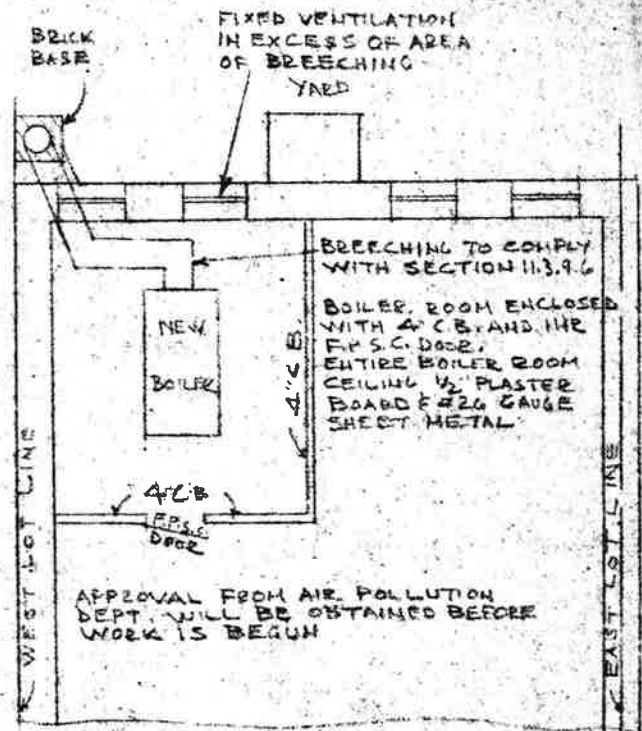 FIXED VENTILATION
IN EXCESS OF AREA
OF BREECHING
YARD
BRICK
BASE
BREECHING TO COMPLY
WITH SECTION 11.3.9.6
BOILER ROOM ENCLOSED
WITH 4" C.B. AND 1HR
F.P. S.C. DOOR.
ENTIRE BOILER ROOM
CEILING 1/2" PLASTER
BOARD & #26 GAUGE
SHEET METAL
NEW
BOILER
4" C B
4" C B
F.P.S.C.
DOOR
APPROVAL FROM AIR POLLUTION
DEPT. WILL BE OBTAINED BEFORE
WORK IS BEGUN
WEST LOT LINE
EAST LOT LINE